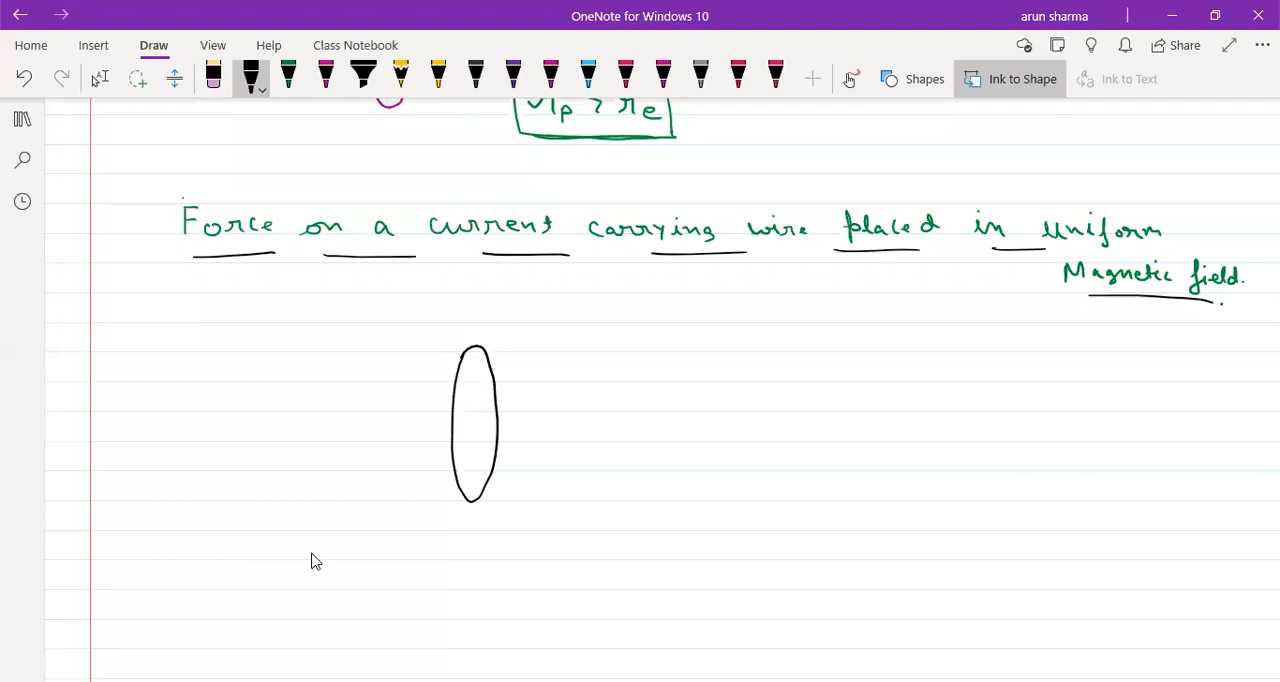 OneNote for Windows 10
arun sharma
Home Insert Draw View Help Class Notebook
Share
Shapes
Ink to Shape
Ink to Text
Force on a current carrying wire placed in uniform
Magnetic field.